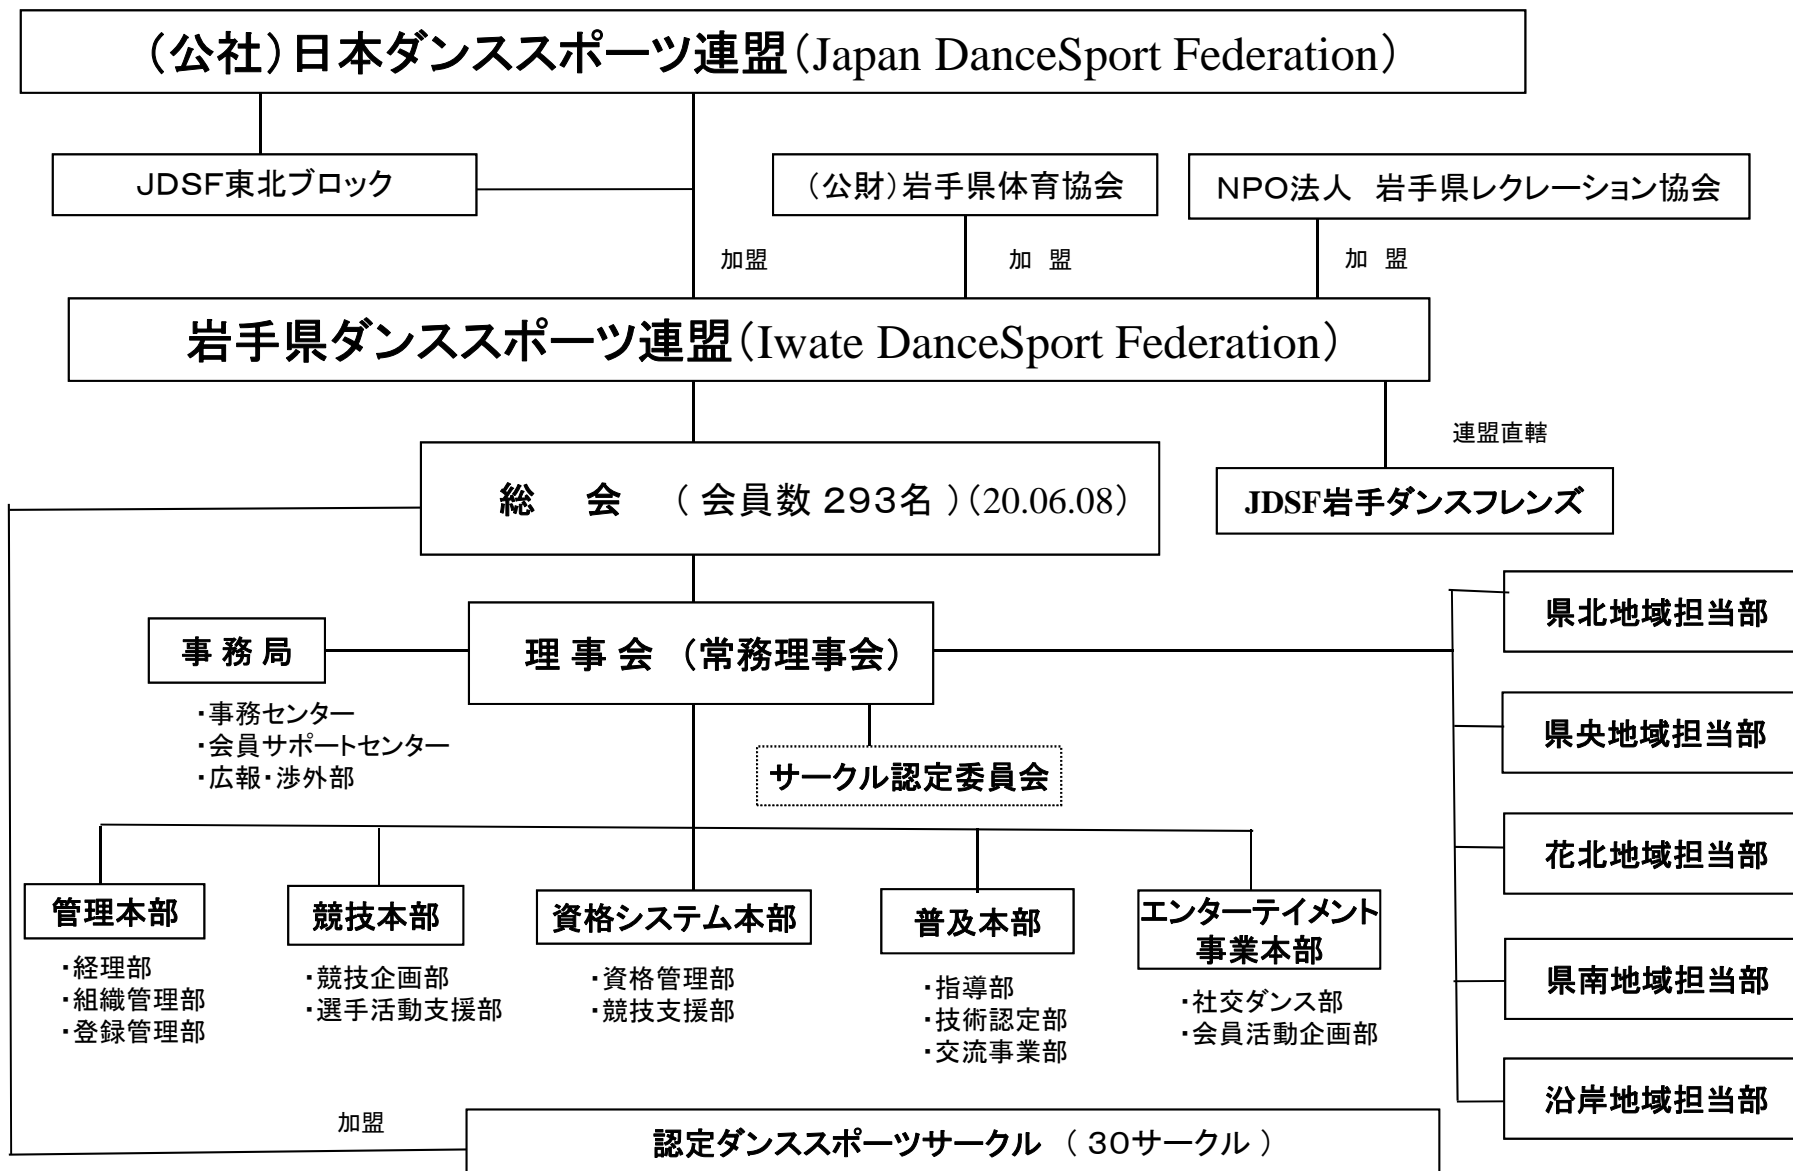 （公社）日本ダンススポーツ連盟（Japan DanceSport Federation）
JDSF東北ブロック
（公財）岩手県体育協会
NPO法人　岩手県レクレーション協会
加盟
加　盟
加　盟
岩手県ダンススポーツ連盟（Iwate DanceSport Federation）
連盟直轄
総　会　（ 会員数 293名 ）（20.06.08）
JDSF岩手ダンスフレンズ
事 務 局
理 事 会 （常務理事会）
・事務センター
・会員サポートセンター
・広報・渉外部
サークル認定委員会
県北地域担当部
県央地域担当部
花北地域担当部
県南地域担当部
沿岸地域担当部
管理本部
・経理部
・組織管理部
・登録管理部
競技本部
・競技企画部
・選手活動支援部
資格システム本部
・資格管理部
・競技支援部
普及本部
・指導部
・技術認定部
・交流事業部
エンターテイメント
事業本部
・社交ダンス部
・会員活動企画部
加盟
認定ダンススポーツサークル （ 30サークル ）